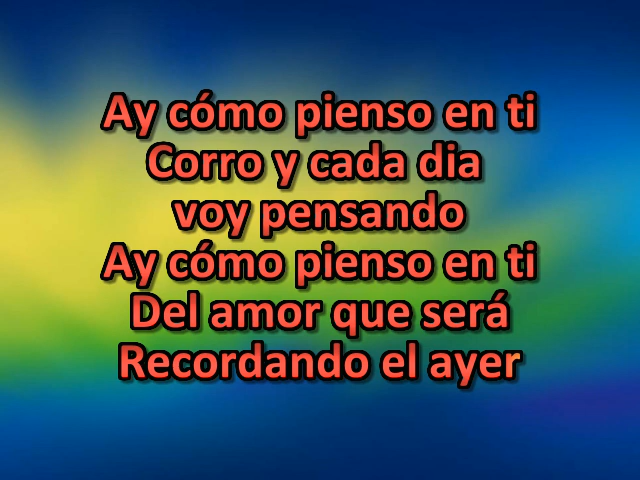 Ay cómo pienso en ti
Corro y cada dia
voy pensando
Ay cómo pienso en ti
Del amor que será
Recordando el ayer